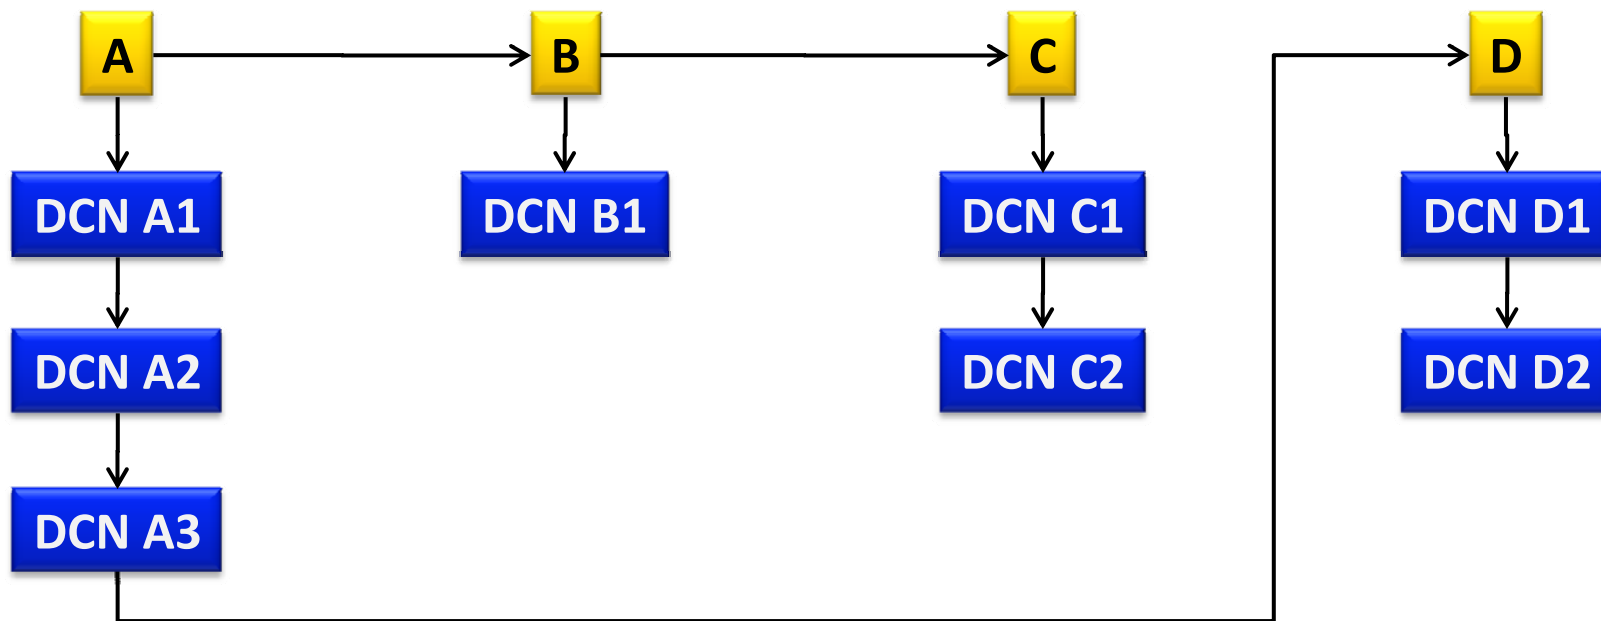 A
B
C
D
DCN A1
DCN B1
DCN C1
DCN D1
DCN A2
DCN C2
DCN D2
DCN A3